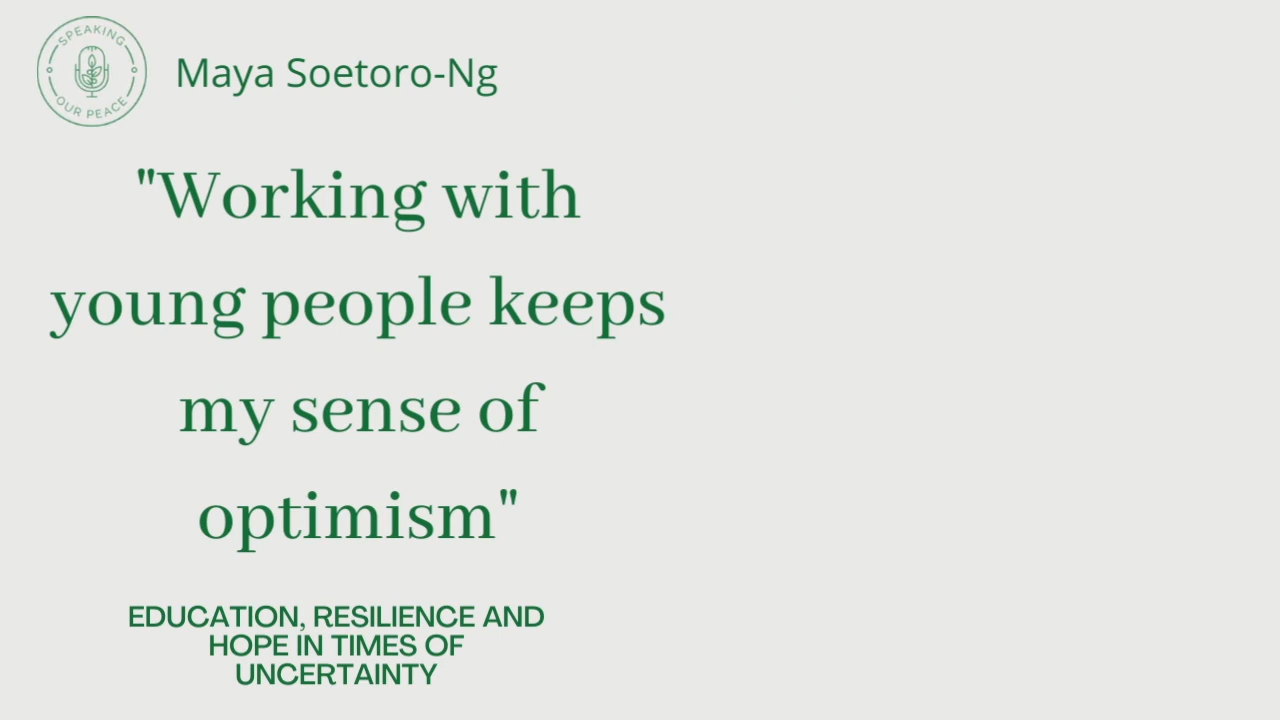 SPEAKING
OUR PEACE
Maya Soetoro-Ng
"Working with
young people keeps
my sense of
optimism"
EDUCATION, RESILIENCE AND
HOPE IN TIMES OF
UNCERTAINTY